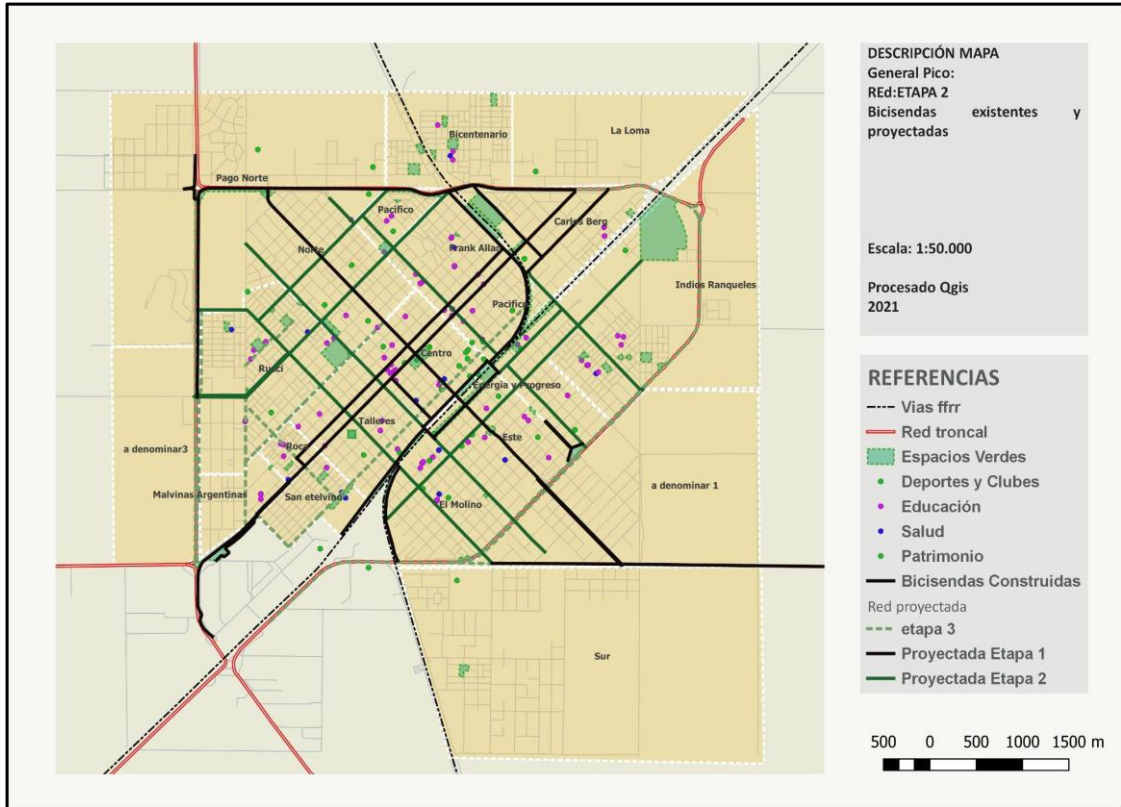 DESCRIPCIÓN MAPA
General Pico:
REd:ETAPA 2
Bicisendas existentes y
proyectadas
Escala: 1:50.000
Procesado Qgis
2021
REFERENCIAS
Vias ffrr
Red troncal
Espacios Verdes
Deportes y Clubes
Educación
Salud
Patrimonio
Bicisendas Construidas
Red proyectada
etapa 3
Proyectada Etapa 1
Proyectada Etapa 2
500 0 500 1000 1500 m
Bicentenario
La Loma
Pago Norte
Pacifico
Carlos Berg
Norte
Frank Allan
Indios Ranqueles
Pacifico
Centro
Rucci
Energia y Progreso
Talleres
Este
Roca
a denominar3
Malvinas Argentinas
San etelvino
El Molino
a denominar 1
Sur